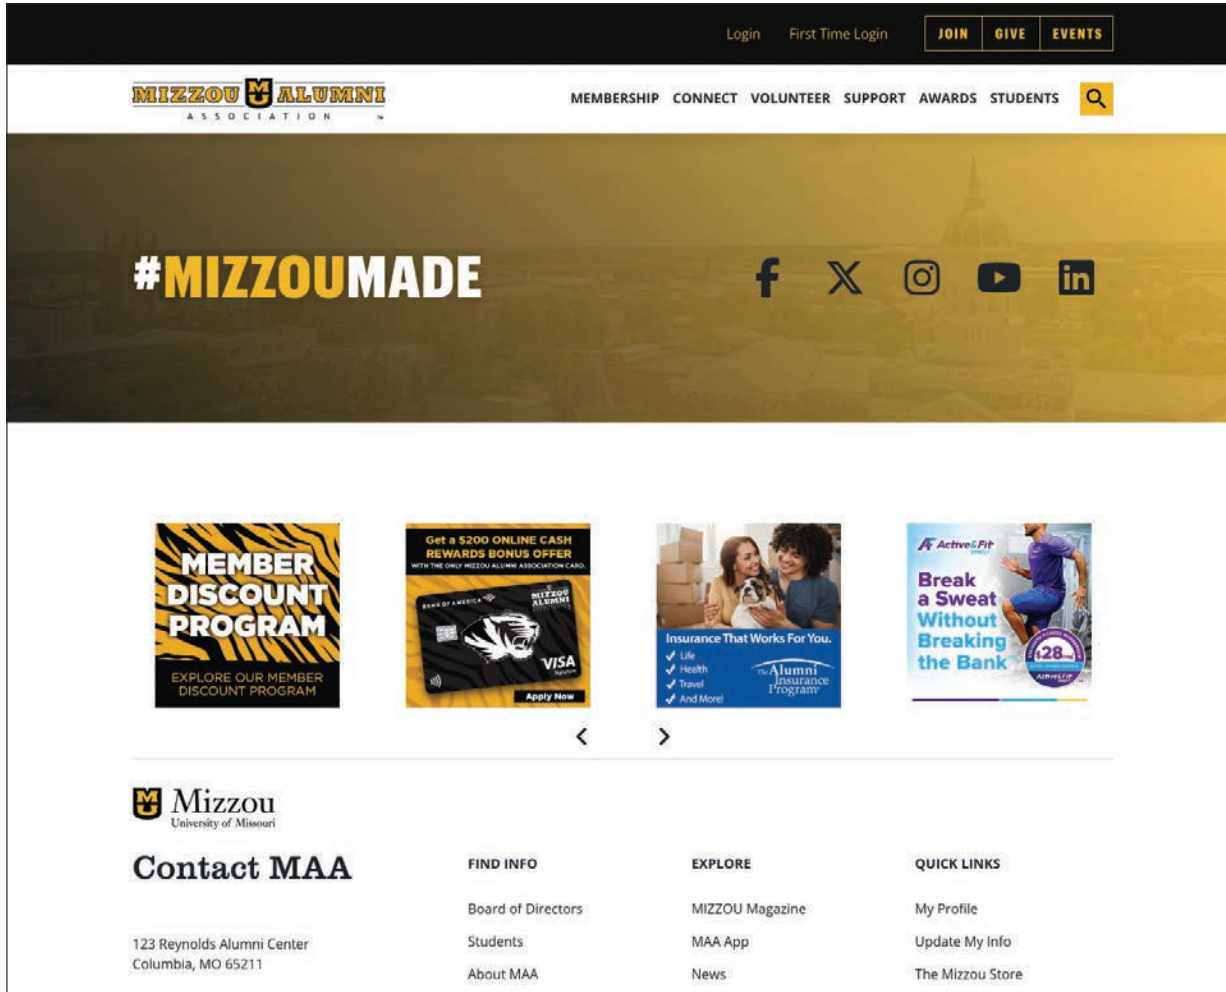 Login First Time Login JOIN GIVE EVENTS
MIZZOU MU ALUMNI
ASSOCIATION
MEMBERSHIP CONNECT VOLUNTEER SUPPORT AWARDS STUDENTS
#MIZZOUMADE
MEMBER
DISCOUNT
PROGRAM
EXPLORE OUR MEMBER
DISCOUNT PROGRAM
Get a $200 ONLINE CASH
REWARDS BONUS OFFER
WITH THE ONLY MIZZOU ALUMNI ASSOCIATION CARD.
BANK OF AMERICA
MIZZOU
ALUMNI
VISA
Signature
Apply Now
Insurance That Works For You.
Life
Health
Travel
And More!
The Alumni
Insurance
Program
Active&Fit
DIRECT
Break
a Sweat
Without
Breaking
the Bank
$28
Active&Fit
Mizzou
University of Missouri
Contact MAA
123 Reynolds Alumni Center
Columbia, MO 65211
FIND INFO
Board of Directors
Students
About MAA
EXPLORE
MIZZOU Magazine
MAA App
News
QUICK LINKS
My Profile
Update My Info
The Mizzou Store